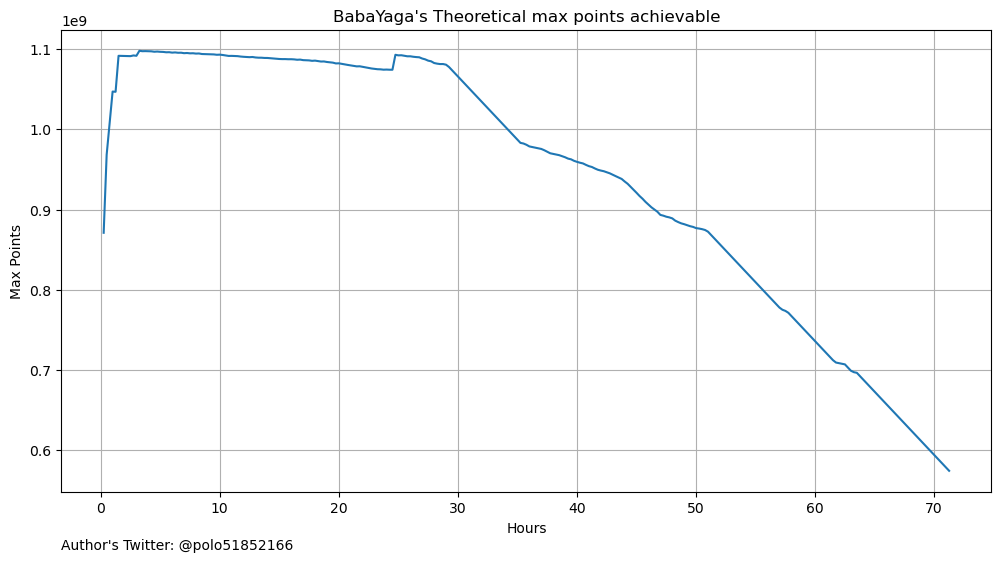 BabaYaga's Theoretical max points achievable
1e9
1.1
1.0
0.9
0.8
0.7
0.6
Max Points
0 10 20 30 40 50 60 70
Hours
Author's Twitter: @polo51852166